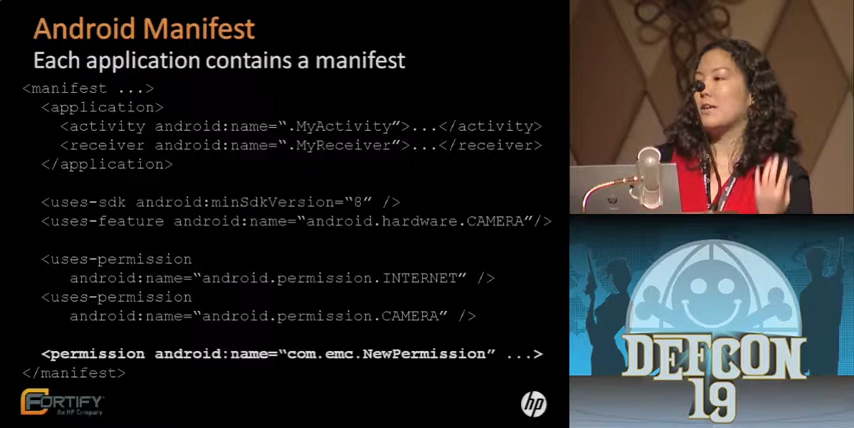 Android Manifest
Each application contains a manifest
<manifest ...>
<application>
<activity android:name=“.MyActivity”>...</activity>
<receiver android:name=“.MyReceiver”>...</receiver>
</application>
<uses-sdk android:minSdkVersion=“8” />
<uses-feature android:name=“android.hardware.CAMERA”/>
<uses-permission
android:name=“android.permission.INTERNET” />
<uses-permission
android:name=“android.permission.CAMERA” />
<permission android:name=“com.emc.NewPermission” ...>
</manifest>
FORTIFY
An HP Company
hp
DEFCON
19